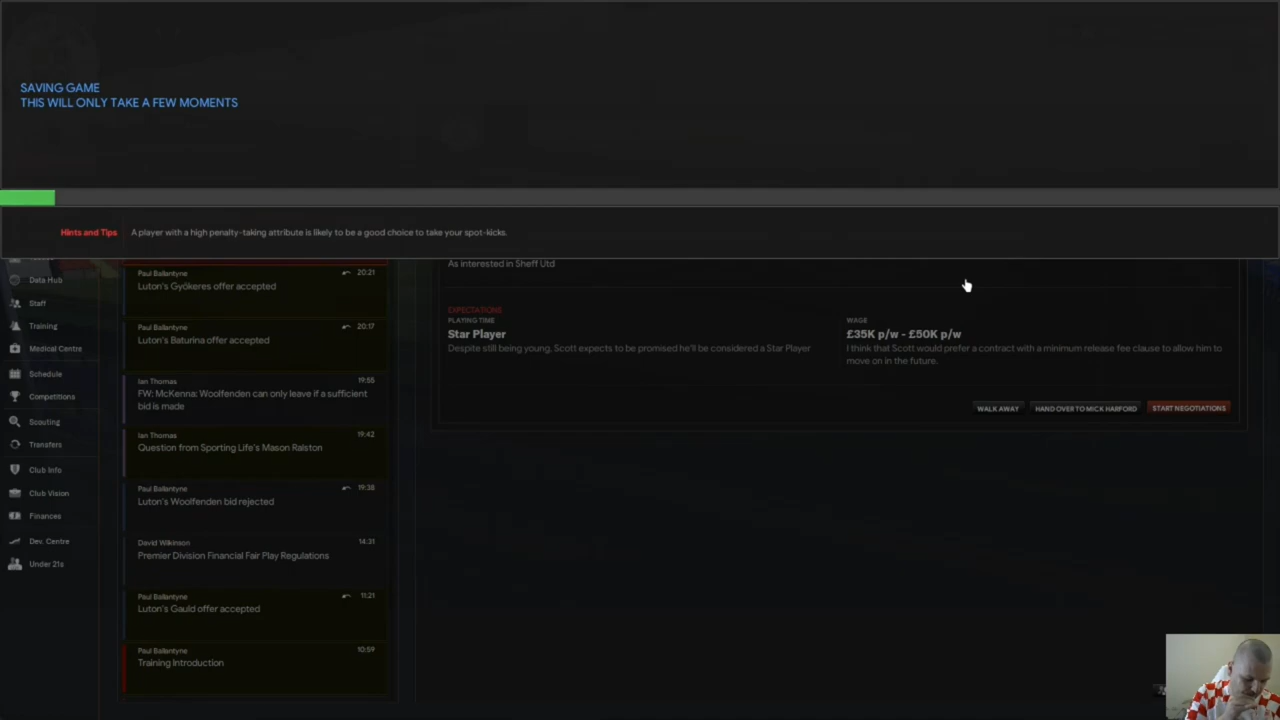 SAVING GAME
THIS WILL ONLY TAKE A FEW MOMENTS
Hints and Tips
A player with a high penalty-taking attribute is likely to be a good choice to take your spot-kicks.
Data Hub
Staff
Training
Medical Centre
Schedule
Competitions
Scouting
Transfers
Club Info
Club Vision
Finances
Dev. Centre
Under 21s
Paul Ballantyne 20:21
Luton's Gyökeres offer accepted
Paul Ballantyne 20:17
Luton's Baturina offer accepted
Ian Thomas 19:55
FW: McKenna: Woolfenden can only leave if a sufficient
bid is made
Ian Thomas 19:42
Question from Sporting Life's Mason Ralston
Paul Ballantyne 19:38
Luton's Woolfenden bid rejected
David Wilkinson 14:31
Premier Division Financial Fair Play Regulations
Paul Ballantyne 11:21
Luton's Gauld offer accepted
Paul Ballantyne 10:59
Training Introduction
As interested in Sheff Utd
EXPECTATIONS
PLAYING TIME
Star Player
Despite still being young, Scott expects to be promised he'll be considered a Star Player
WAGE
£35K p/w - £50K p/w
I think that Scott would prefer a contract with a minimum release fee clause to allow him to
move on in the future.
WALK AWAY
HAND OVER TO MICK HARFORD
START NEGOTIATIONS